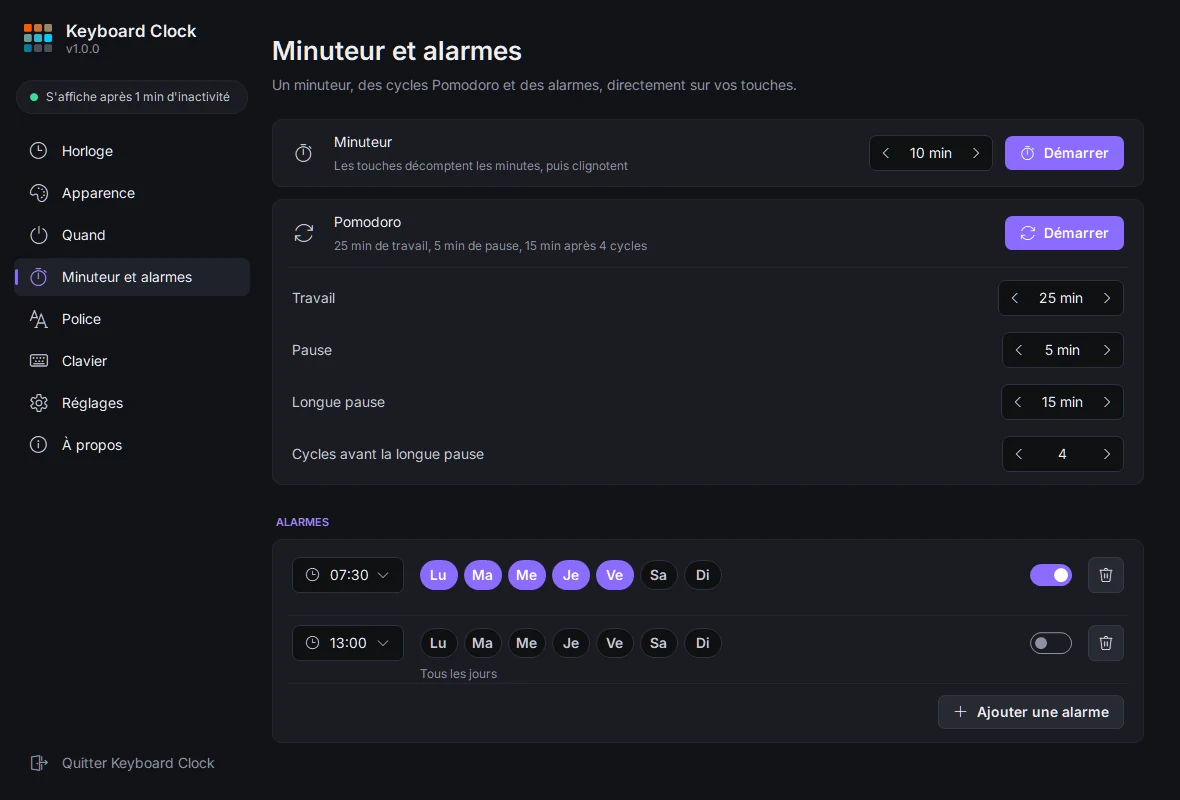 Keyboard Clock
v1.0.0
S'affiche après 1 min d'inactivité
Horloge
Apparence
Quand
Minuteur et alarmes
Police
Clavier
Réglages
À propos
Quitter Keyboard Clock
Minuteur et alarmes
Un minuteur, des cycles Pomodoro et des alarmes, directement sur vos touches.
Minuteur
Les touches décomptent les minutes, puis clignotent
10 min
Démarrer
Pomodoro
25 min de travail, 5 min de pause, 15 min après 4 cycles
Démarrer
Travail
25 min
Pause
5 min
Longue pause
15 min
Cycles avant la longue pause
4
ALARMES
07:30 Lu Ma Me Je Ve Sa Di
13:00 Lu Ma Me Je Ve Sa Di
Tous les jours
Ajouter une alarme